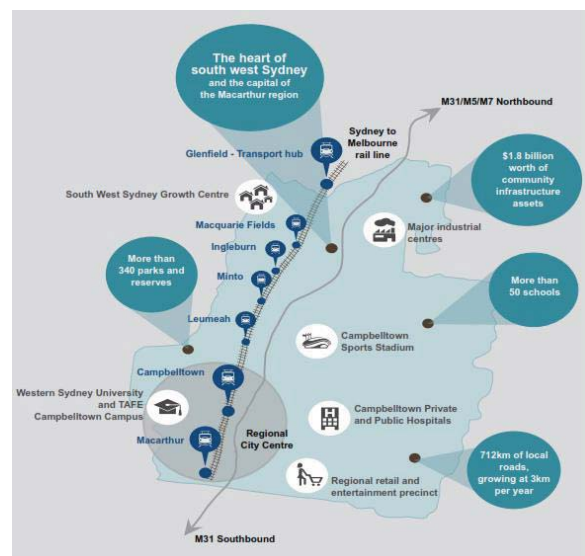 The heart of
south west Sydney
and the capital of
the Macarthur region
M31/M5/M7 Northbound
Sydney to
Melbourne
rail line
Glenfield - Transport hub
$1.8 billion
worth of
community
infrastructure
assets
South West Sydney Growth Centre
Macquarie Fields
Major industrial
centres
Ingleburn
More than
340 parks and
reserves
Minto
More than
50 schools
Leumeah
Campbelltown
Sports Stadium
Campbelltown
Western Sydney University
and TAFE
Campbelltown Campus
Campbelltown Private
and Public Hospitals
Macarthur
Regional
City Centre
712km of local
roads,
growing at 3km
per year
Regional retail and
entertainment precinct
M31 Southbound